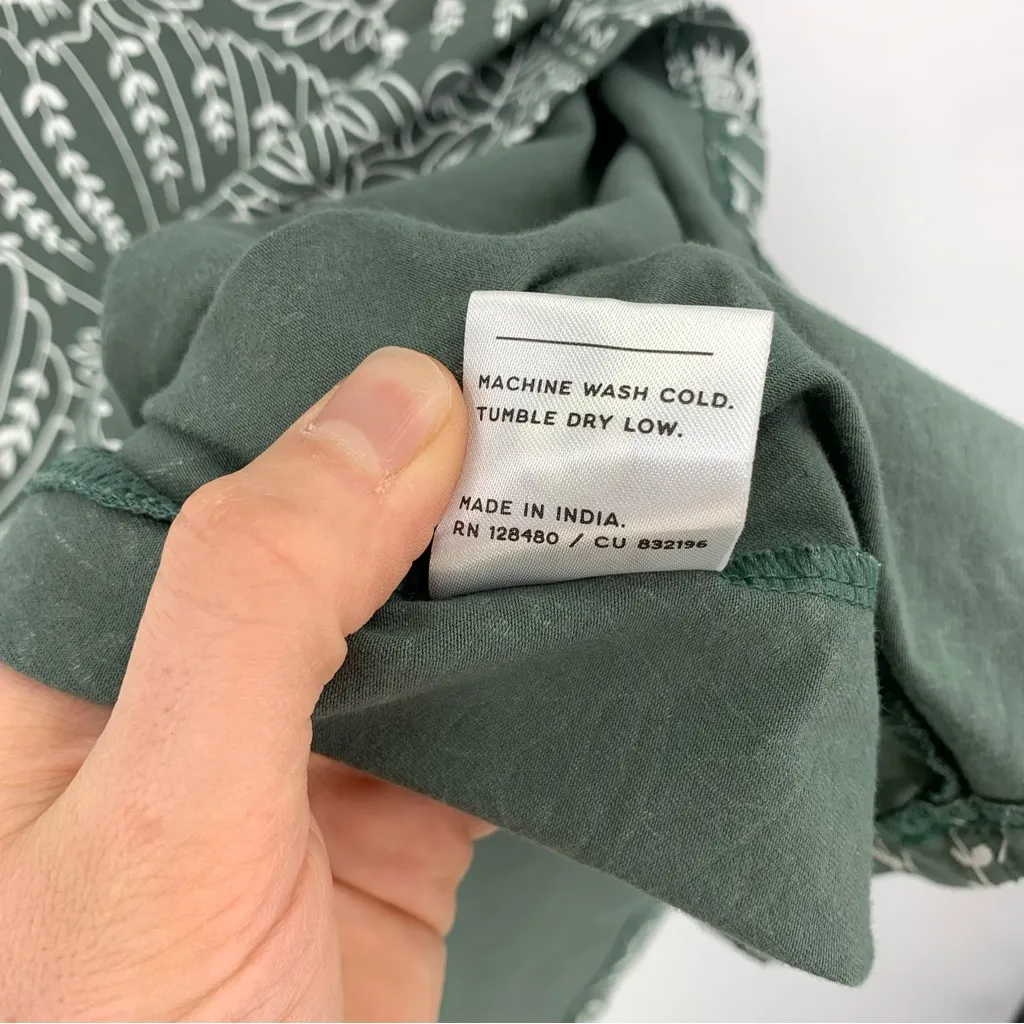 MACHINE WASH COLD.
TUMBLE DRY LOW.
MADE IN INDIA.
RN 128480 / CU 832196